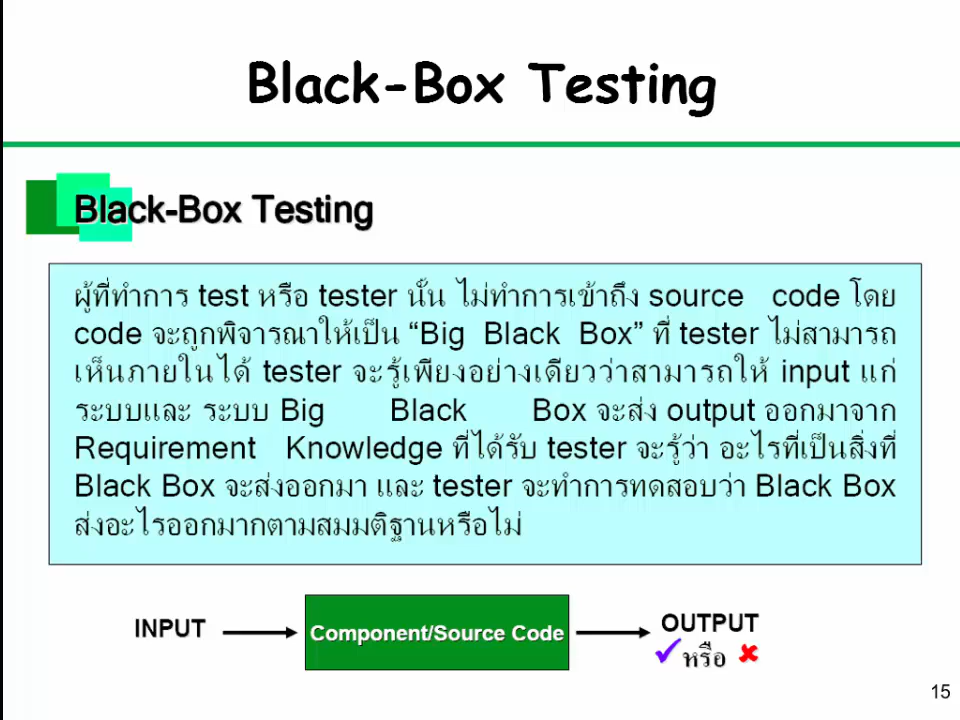 Black-Box Testing
Black-Box Testing
ผู้ที่ทำการ test หรือ tester นั้น ไม่ทำการเข้าถึง source code โดย
code จะถูกพิจารณาให้เป็น “Big Black Box” ที่ tester ไม่สามารถ
เห็นภายในได้ tester จะรู้เพียงอย่างเดียวว่าสามารถให้ input แก่
ระบบและ ระบบ Big Black Box จะส่ง output ออกมาจาก
Requirement Knowledge ที่ได้รับ tester จะรู้ว่า อะไรที่เป็นสิ่งที่
Black Box จะส่งออกมา และ tester จะทำการทดสอบว่า Black Box
ส่งอะไรออกมากตามสมมติฐานหรือไม่
INPUT
Component/Source Code
OUTPUT
✓หรือ ✘
15